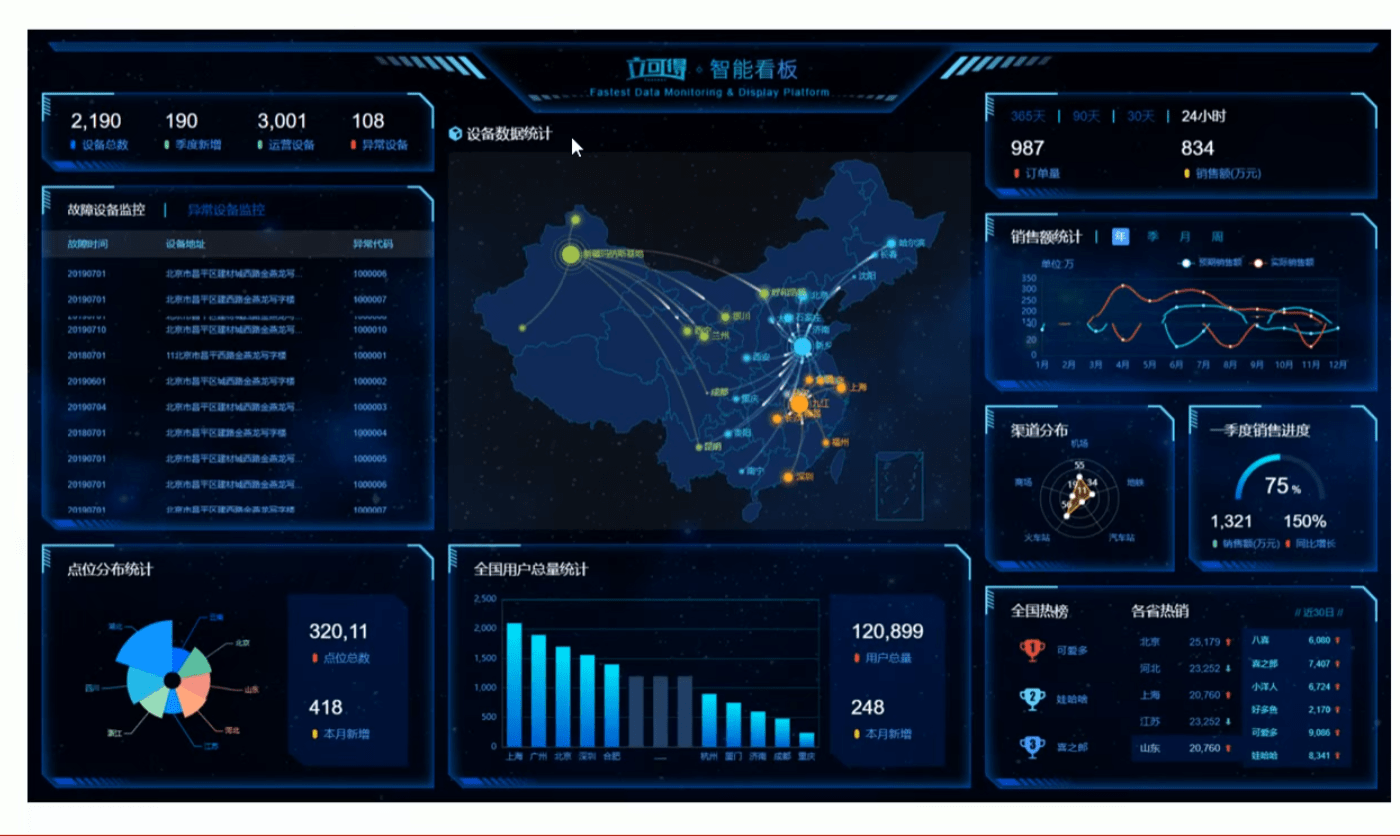 立可得 智能看板
Fastest Data Monitoring & Display Platform
2,190 190 3,001 108
设备总数 季度新增 运营设备 异常设备
故障设备监控 异常设备监控
故障时间 设备地址 异常代码
20190701 北京市昌平区建材城西路金燕龙写... 1000006
20190701 北京市昌平区建西路金燕龙写字楼 1000007
20190710 北京市昌平区建材城西路金燕龙写... 1000010
20180701 11北京市昌平西路金燕龙写字楼 1000001
20190601 北京市昌平区城西路金燕龙写字楼 1000002
20190704 北京市昌平区建材城西路金燕龙写... 1000003
20180701 北京市昌平区建路金燕龙写字楼 1000004
20190701 北京市昌平区建材城西路金燕龙写... 1000005
20190701 北京市昌平区建材城西路金燕龙写... 1000006
20190701 北京市昌平区建西路金燕龙写字楼 1000007
点位分布统计
云南
北京
山东
河北
江苏
浙江
四川
湖北
320,11
点位总数
418
本月新增
设备数据统计
新疆玛纳斯基地
哈尔滨
长春
沈阳
呼和浩特
北京
银川
石家庄
济南
西宁
兰州
新乡
西安
上海
成都
重庆
九江
贵阳
福州
昆明
南宁
深圳
全国用户总量统计
2,500
2,000
1,500
1,000
500
0
上海 广州 北京 深圳 合肥 ...... 杭州 厦门 济南 成都 重庆
120,899
用户总量
248
本月新增
365天 90天 30天 24小时
987 834
订单量 销售额(万元)
销售额统计 年 季 月 周
单位:万 预期销售额 实际销售额
350
300
250
200
150
20
0
1月 2月 3月 4月 5月 6月 7月 8月 9月 10月 11月 12月
渠道分布
机场
商场
地铁
火车站
汽车站
55
34
19
一季度销售进度
75 %
1,321 150%
销售额(万元) 同比增长
全国热榜
1 可爱多
2 娃哈哈
3 喜之郎
各省热销 // 近30日 //
北京 25,179
河北 23,252
上海 20,760
江苏 23,252
山东 20,760
八喜 6,080
喜之郎 7,407
小洋人 6,724
好多鱼 2,170
可爱多 9,086
娃哈哈 8,341